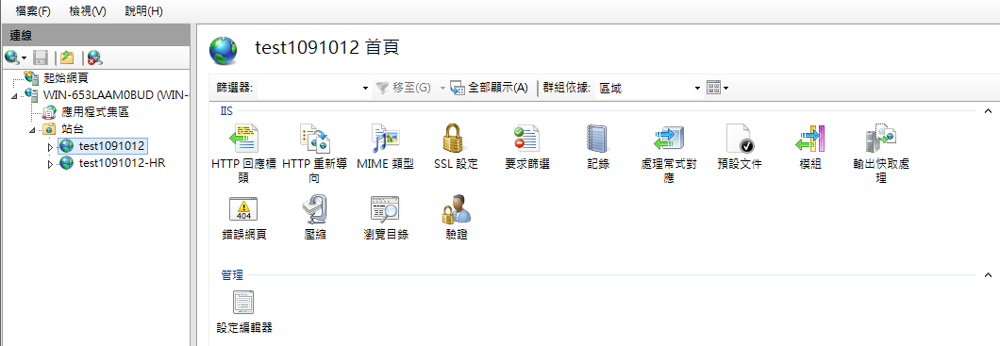 檔案(F) 檢視(V) 說明(H)
連線
起始網頁
WIN-653LAAM0BUD (WIN-
應用程式集區
站台
test1091012
test1091012-HR
test1091012 首頁
篩選器: 移至(G) 全部顯示(A) 群組依據: 區域
IIS
HTTP 回應標頭 HTTP 重新導向 MIME 類型 SSL 設定 要求篩選 記錄 處理常式對應 預設文件 模組 輸出快取處理
404
錯誤網頁 壓縮 瀏覽目錄 驗證
管理
設定編輯器